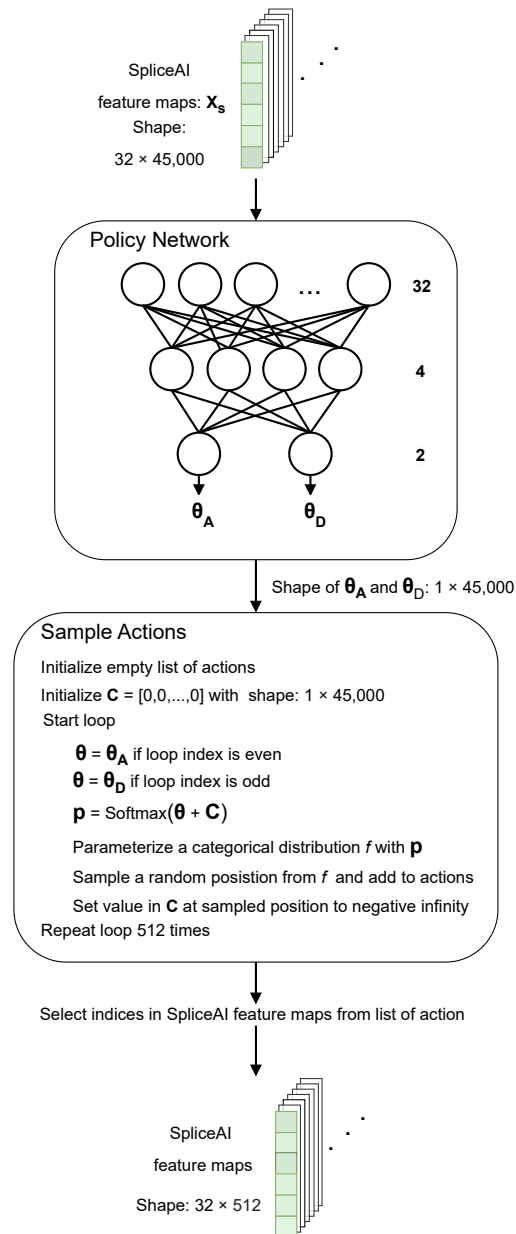 SpliceAI
feature maps: Xs
Shape:
32 × 45,000
Policy Network
...
32
4
2
θA
θD
Shape of θA and θD: 1 × 45,000
Sample Actions
Initialize empty list of actions
Initialize C = [0,0,...,0] with shape: 1 × 45,000
Start loop
θ = θA if loop index is even
θ = θD if loop index is odd
p = Softmax(θ + C)
Parameterize a categorical distribution f with p
Sample a random posistion from f and add to actions
Set value in C at sampled position to negative infinity
Repeat loop 512 times
Select indices in SpliceAI feature maps from list of action
SpliceAI
feature maps
Shape: 32 × 512